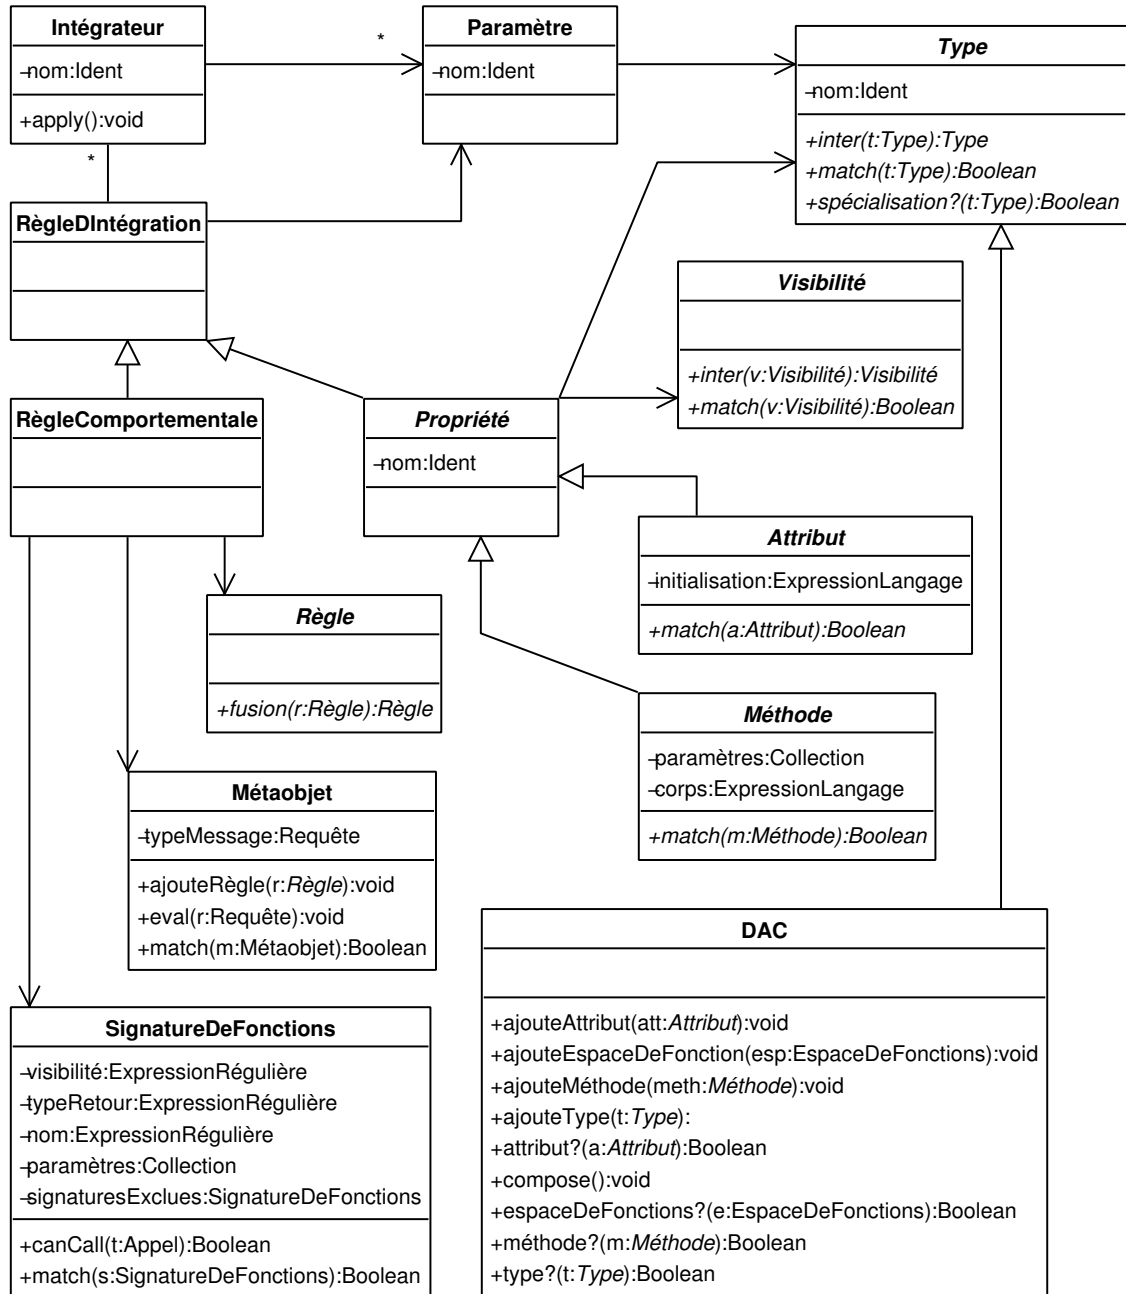 Intégrateur
-nom:Ident
+apply():void
*
*
Paramètre
-nom:Ident
Type
-nom:Ident
+inter(t:Type):Type
+match(t:Type):Boolean
+spécialisation?(t:Type):Boolean
RègleDIntégration
Visibilité
+inter(v:Visibilité):Visibilité
+match(v:Visibilité):Boolean
RègleComportementale
Propriété
-nom:Ident
Attribut
-initialisation:ExpressionLangage
+match(a:Attribut):Boolean
Règle
+fusion(r:Règle):Règle
Méthode
-paramètres:Collection
-corps:ExpressionLangage
+match(m:Méthode):Boolean
Métaobjet
-typeMessage:Requête
+ajouteRègle(r:Règle):void
+eval(r:Requête):void
+match(m:Métaobjet):Boolean
SignatureDeFonctions
-visibilité:ExpressionRégulière
-typeRetour:ExpressionRégulière
-nom:ExpressionRégulière
-paramètres:Collection
-signaturesExclues:SignatureDeFonctions
+canCall(t:Appel):Boolean
+match(s:SignatureDeFonctions):Boolean
DAC
+ajouteAttribut(att:Attribut):void
+ajouteEspaceDeFonction(esp:EspaceDeFonctions):void
+ajouteMéthode(meth:Méthode):void
+ajouteType(t:Type):
+attribut?(a:Attribut):Boolean
+compose():void
+espaceDeFonctions?(e:EspaceDeFonctions):Boolean
+méthode?(m:Méthode):Boolean
+type?(t:Type):Boolean